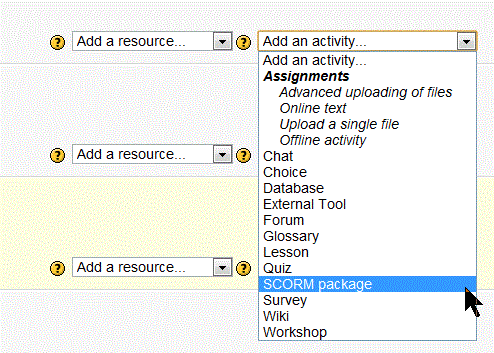 ? Add a resource... ? Add an activity...
Add an activity...
Assignments
Advanced uploading of files
Online text
Upload a single file
Offline activity
? Add a resource... ?
Chat
Choice
Database
External Tool
Forum
Glossary
Lesson
? Add a resource... ?
Quiz
SCORM package
Survey
Wiki
Workshop